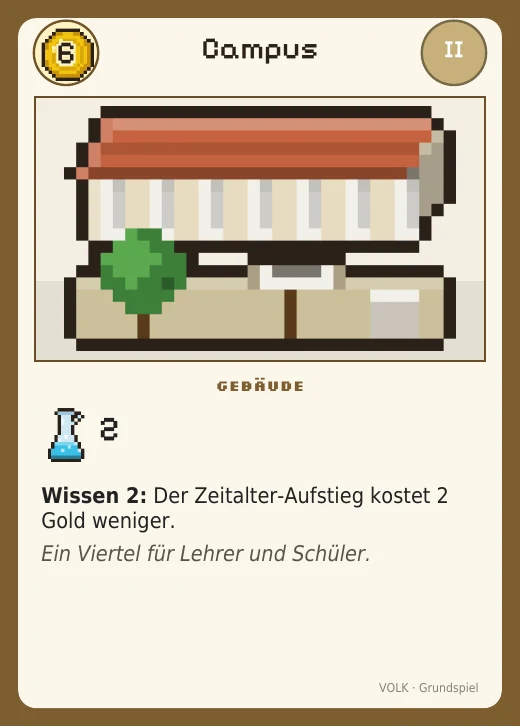 6
Campus
II
GEBÄUDE
2
Wissen 2: Der Zeitalter-Aufstieg kostet 2
Gold weniger.
Ein Viertel für Lehrer und Schüler.
VOLK · Grundspiel